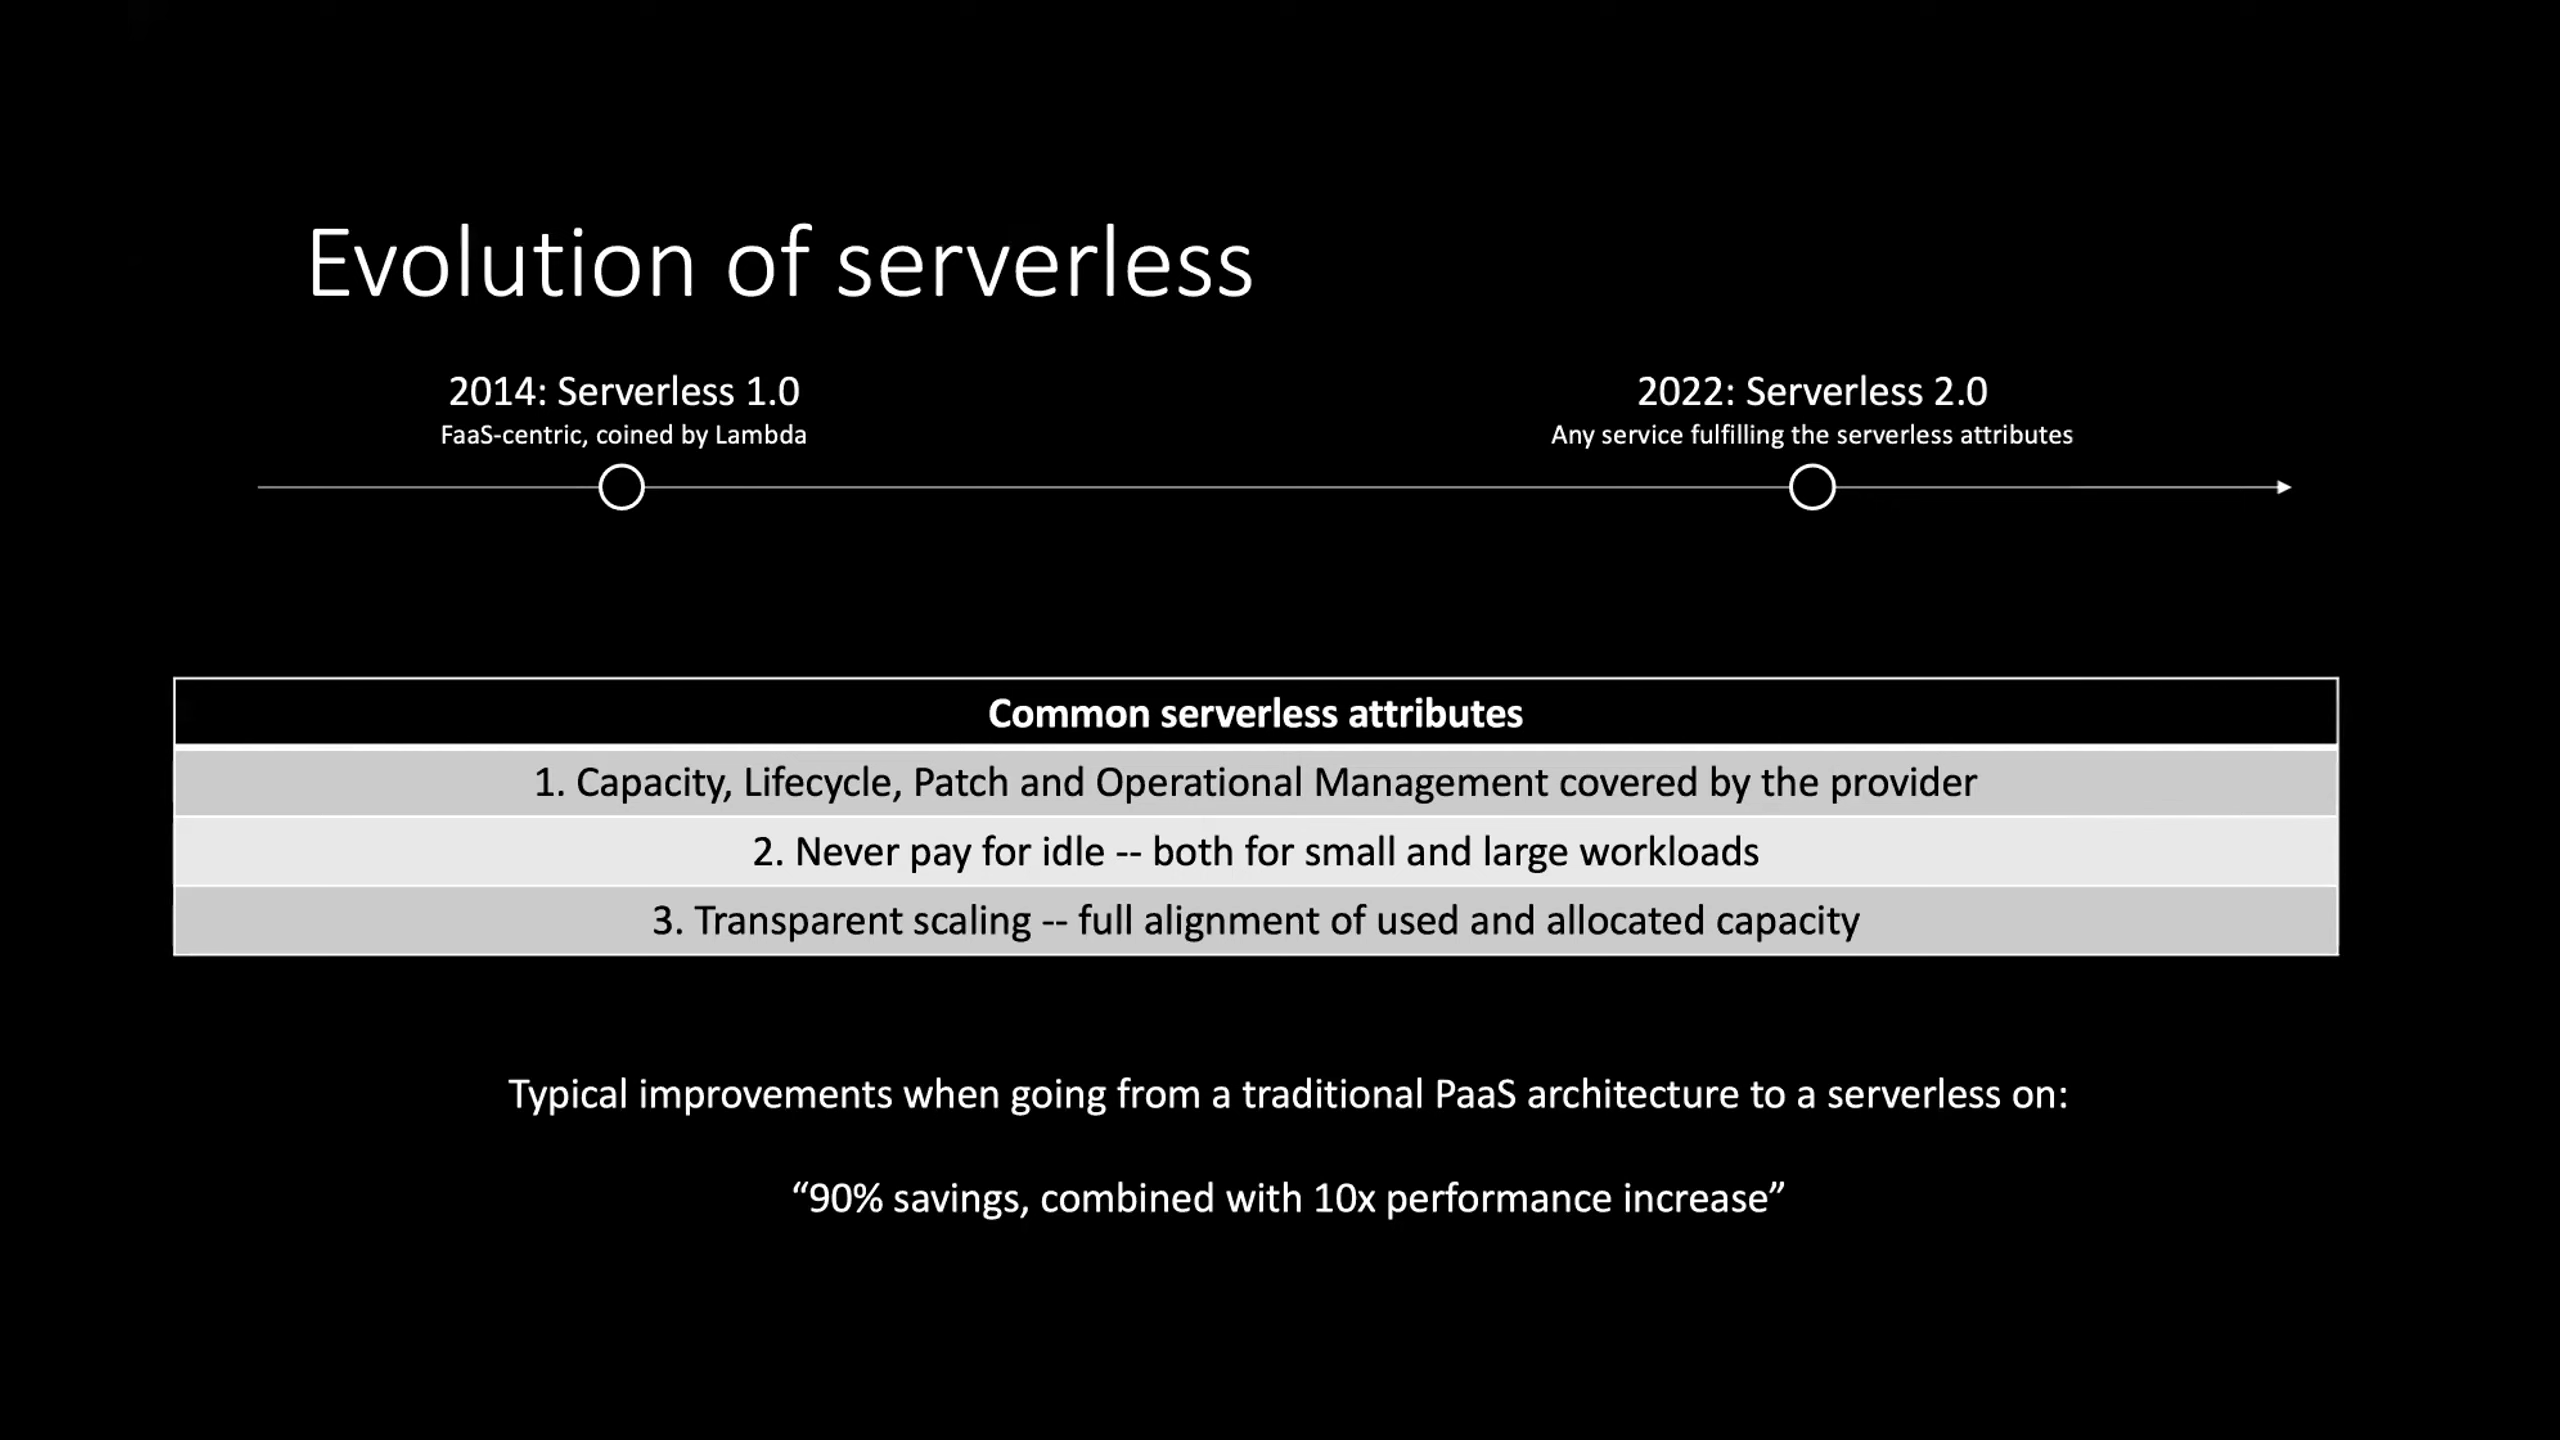 Evolution of serverless
2014: Serverless 1.0
FaaS-centric, coined by Lambda
2022: Serverless 2.0
Any service fulfilling the serverless attributes
Common serverless attributes
1. Capacity, Lifecycle, Patch and Operational Management covered by the provider
2. Never pay for idle -- both for small and large workloads
3. Transparent scaling -- full alignment of used and allocated capacity
Typical improvements when going from a traditional PaaS architecture to a serverless on:
“90% savings, combined with 10x performance increase”